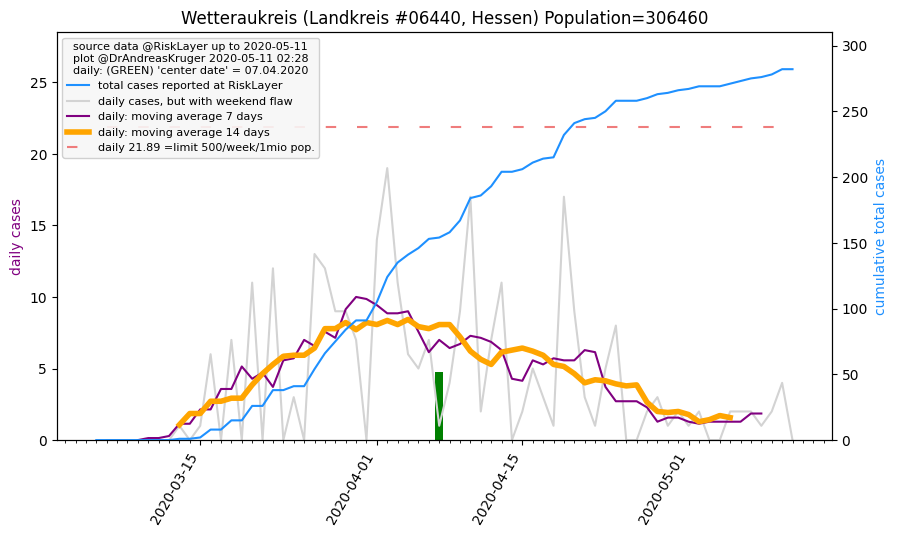 Wetteraukreis (Landkreis #06440, Hessen) Population=306460
source data @RiskLayer up to 2020-05-11
plot @DrAndreasKruger 2020-05-11 02:28
daily: (GREEN) 'center date' = 07.04.2020
total cases reported at RiskLayer
daily cases, but with weekend flaw
daily: moving average 7 days
daily: moving average 14 days
daily 21.89 =limit 500/week/1mio pop.
daily cases
25
20
15
10
5
0
cumulative total cases
300
250
200
150
100
50
0
2020-03-15
2020-04-01
2020-04-15
2020-05-01